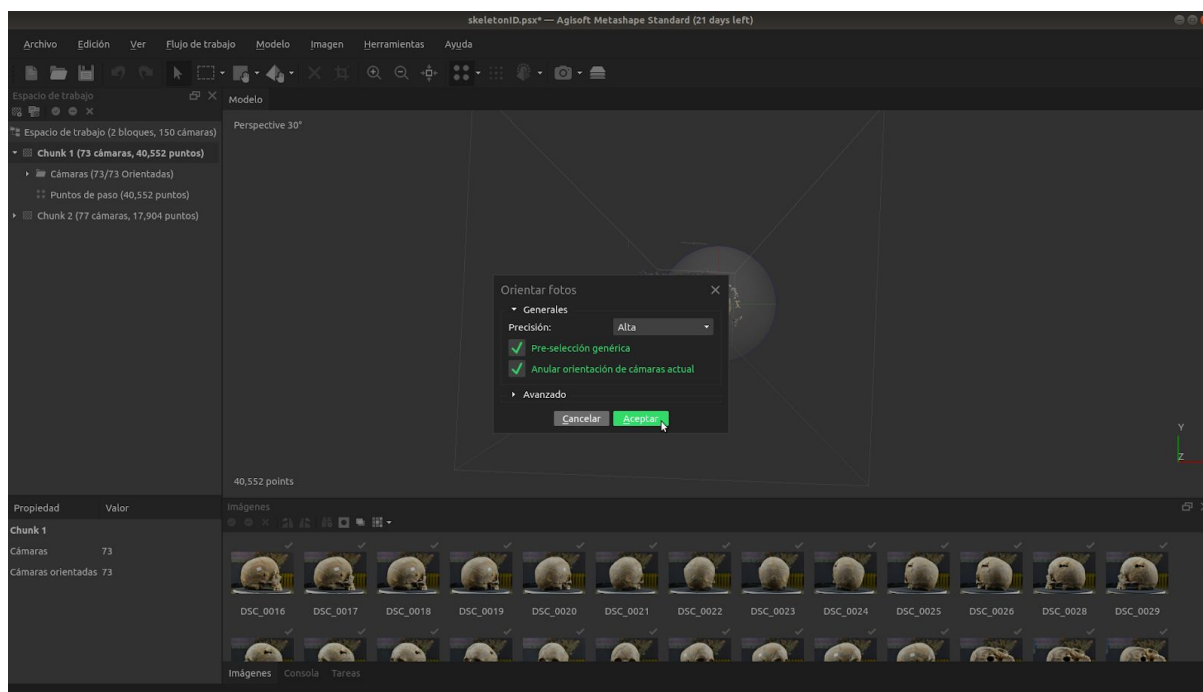 skeletonID.psx* — Agisoft Metashape Standard (21 days left)
Archivo Edición Ver Flujo de trabajo Modelo Imagen Herramientas Ayuda
Espacio de trabajo
Modelo
Espacio de trabajo (2 bloques, 150 cámaras)
Chunk 1 (73 cámaras, 40,552 puntos)
Cámaras (73/73 Orientadas)
Puntos de paso (40,552 puntos)
Chunk 2 (77 cámaras, 17,904 puntos)
Perspective 30°
Orientar fotos
Generales
Precisión: Alta
Pre-selección genérica
Anular orientación de cámaras actual
Avanzado
Cancelar Aceptar
Y
Z
40,552 points
Propiedad Valor
Chunk 1
Cámaras 73
Cámaras orientadas 73
Imágenes
DSC_0016 DSC_0017 DSC_0018 DSC_0019 DSC_0020 DSC_0021 DSC_0022 DSC_0023 DSC_0024 DSC_0025 DSC_0026 DSC_0028 DSC_0029
Imágenes Consola Tareas